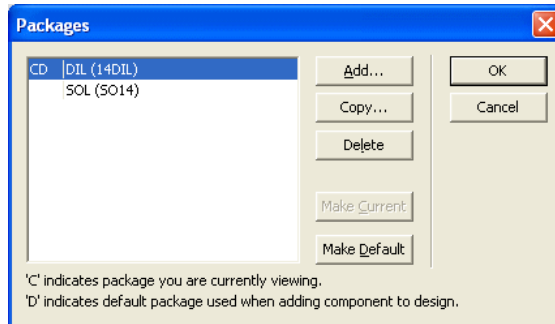 Packages
CD DIL (14DIL)
SOL (SO14)
Add...
Copy...
Delete
Make Current
Make Default
OK
Cancel
'C' indicates package you are currently viewing.
'D' indicates default package used when adding component to design.